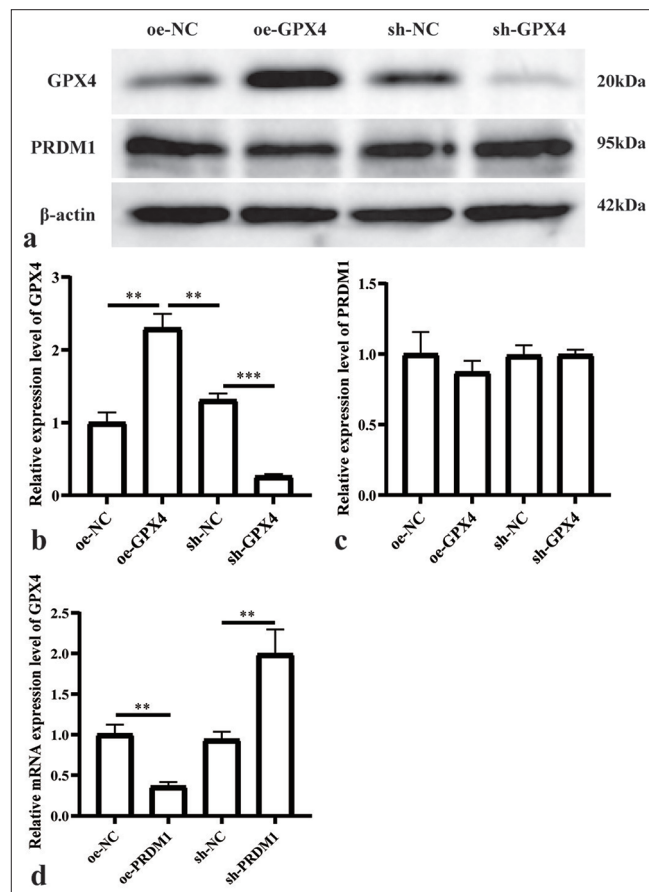 oe-NC oe-GPX4 sh-NC sh-GPX4
GPX4 20kDa
PRDM1 95kDa
β-actin 42kDa
a
Relative expression level of GPX4
3
2
1
0
** ** ***
oe-NC oe-GPX4 sh-NC sh-GPX4
b
Relative expression level of PRDM1
1.5
1.0
0.5
0.0
oe-NC oe-GPX4 sh-NC sh-GPX4
c
Relative mRNA expression level of GPX4
2.5
2.0
1.5
1.0
0.5
0.0
** **
oe-NC oe-PRDM1 sh-NC sh-PRDM1
d